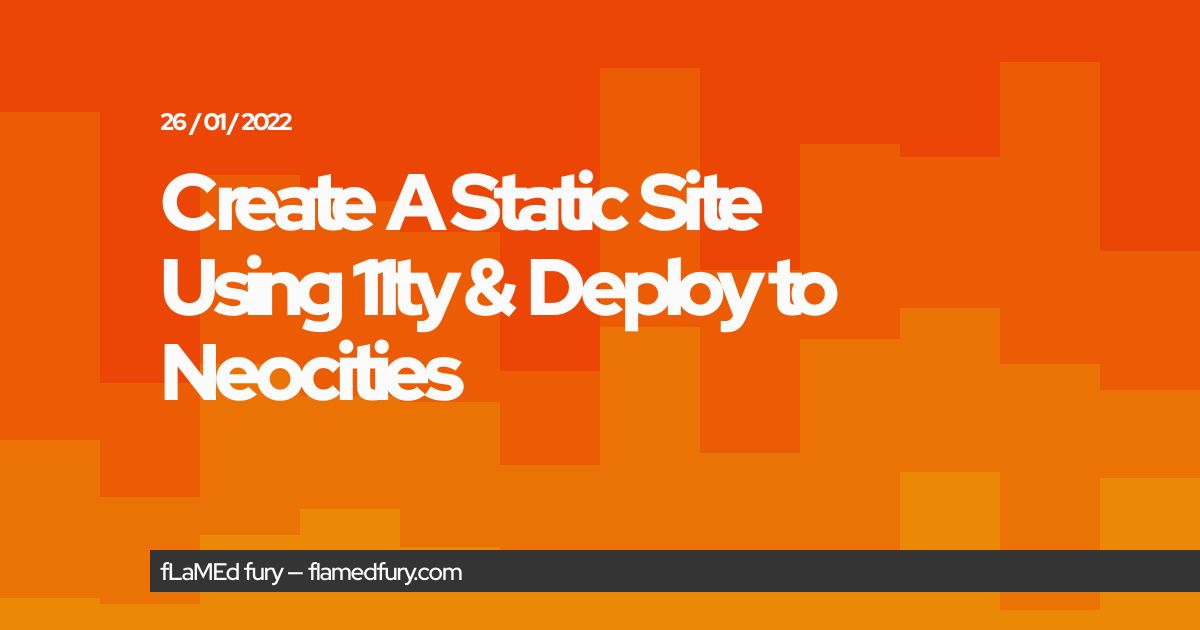 26 / 01 / 2022
Create A Static Site
Using 11ty & Deploy to
Neocities
fLaMEd fury — flamedfury.com